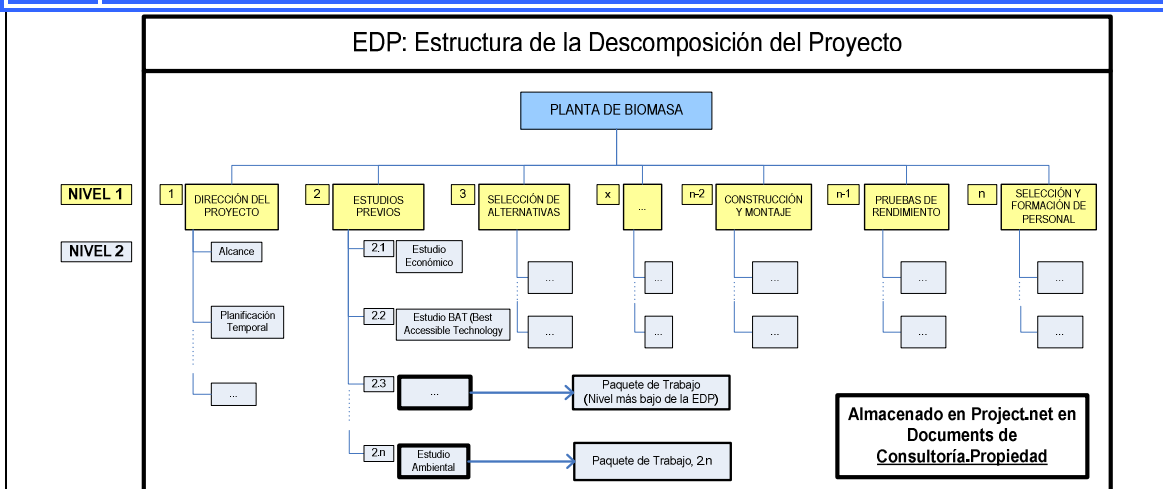 EDP: Estructura de la Descomposición del Proyecto
PLANTA DE BIOMASA
NIVEL 1
1
DIRECCIÓN DEL
PROYECTO
2
ESTUDIOS
PREVIOS
3
SELECCIÓN DE
ALTERNATIVAS
x
...
n-2
CONSTRUCCIÓN
Y MONTAJE
n-1
PRUEBAS DE
RENDIMIENTO
n
SELECCIÓN Y
FORMACIÓN DE
PERSONAL
NIVEL 2
Alcance
2.1
Estudio
Económico
...
...
...
...
...
Planificación
Temporal
2.2
Estudio BAT (Best
Accessible Technology
...
...
...
...
...
...
2.3
...
Paquete de Trabajo
(Nivel más bajo de la EDP)
2.n
Estudio
Ambiental
Paquete de Trabajo, 2.n
Almacenado en Project.net en
Documents de
Consultoría.Propiedad